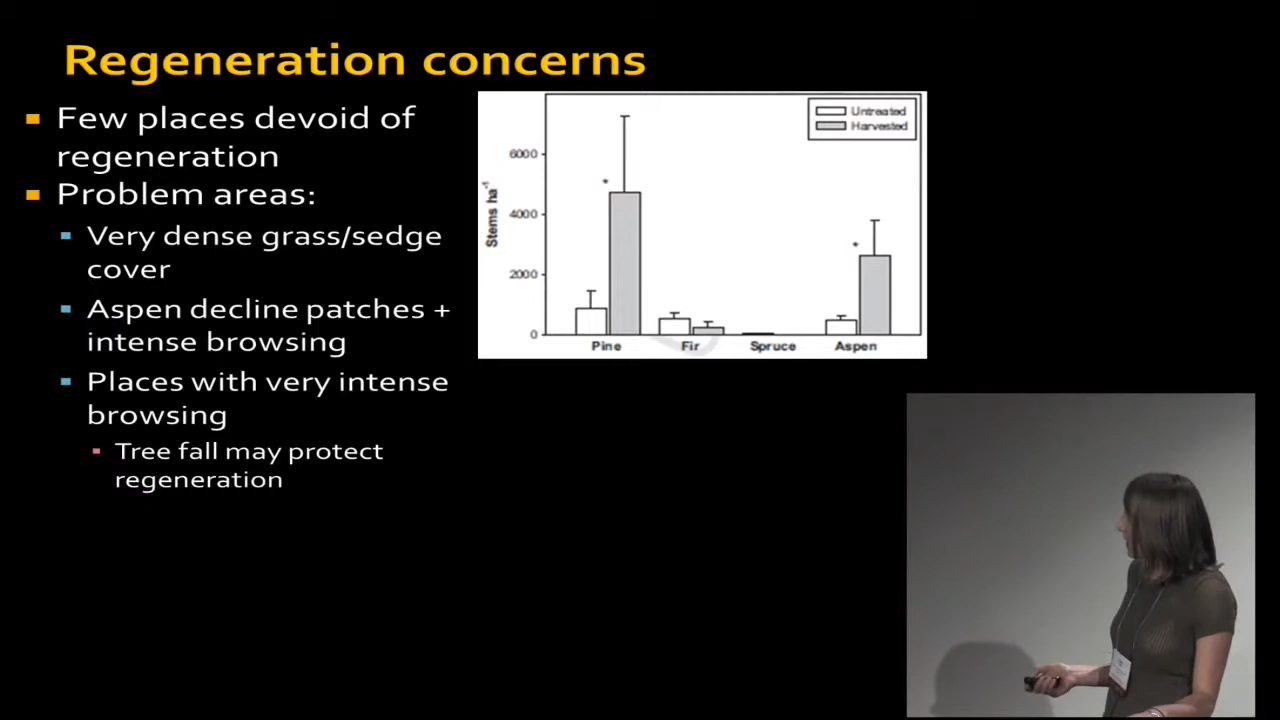 Regeneration concerns
Few places devoid of
regeneration
Problem areas:
Very dense grass/sedge
cover
Aspen decline patches +
intense browsing
Places with very intense
browsing
Tree fall may protect
regeneration
Untreated
Harvested
Stems ha⁻¹
6000
4000
2000
0
*
*
Pine
Fir
Spruce
Aspen